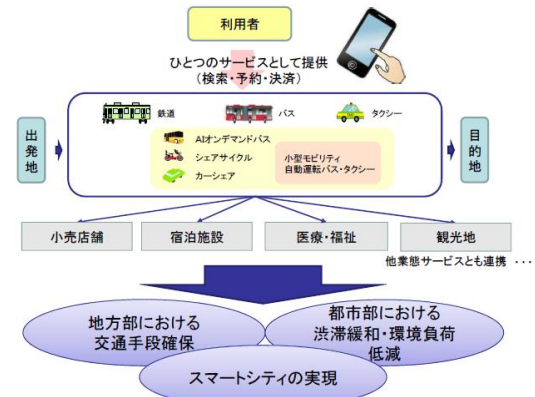 利用者
ひとつのサービスとして提供
(検索・予約・決済)
出発地
鉄道
バス
タクシー
AIオンデマンドバス
シェアサイクル
カーシェア
小型モビリティ
自動運転バス・タクシー
目的地
小売店舗
宿泊施設
医療・福祉
観光地
他業態サービスとも連携 ・・・
地方部における
交通手段確保
都市部における
渋滞緩和・環境負荷
低減
スマートシティの実現